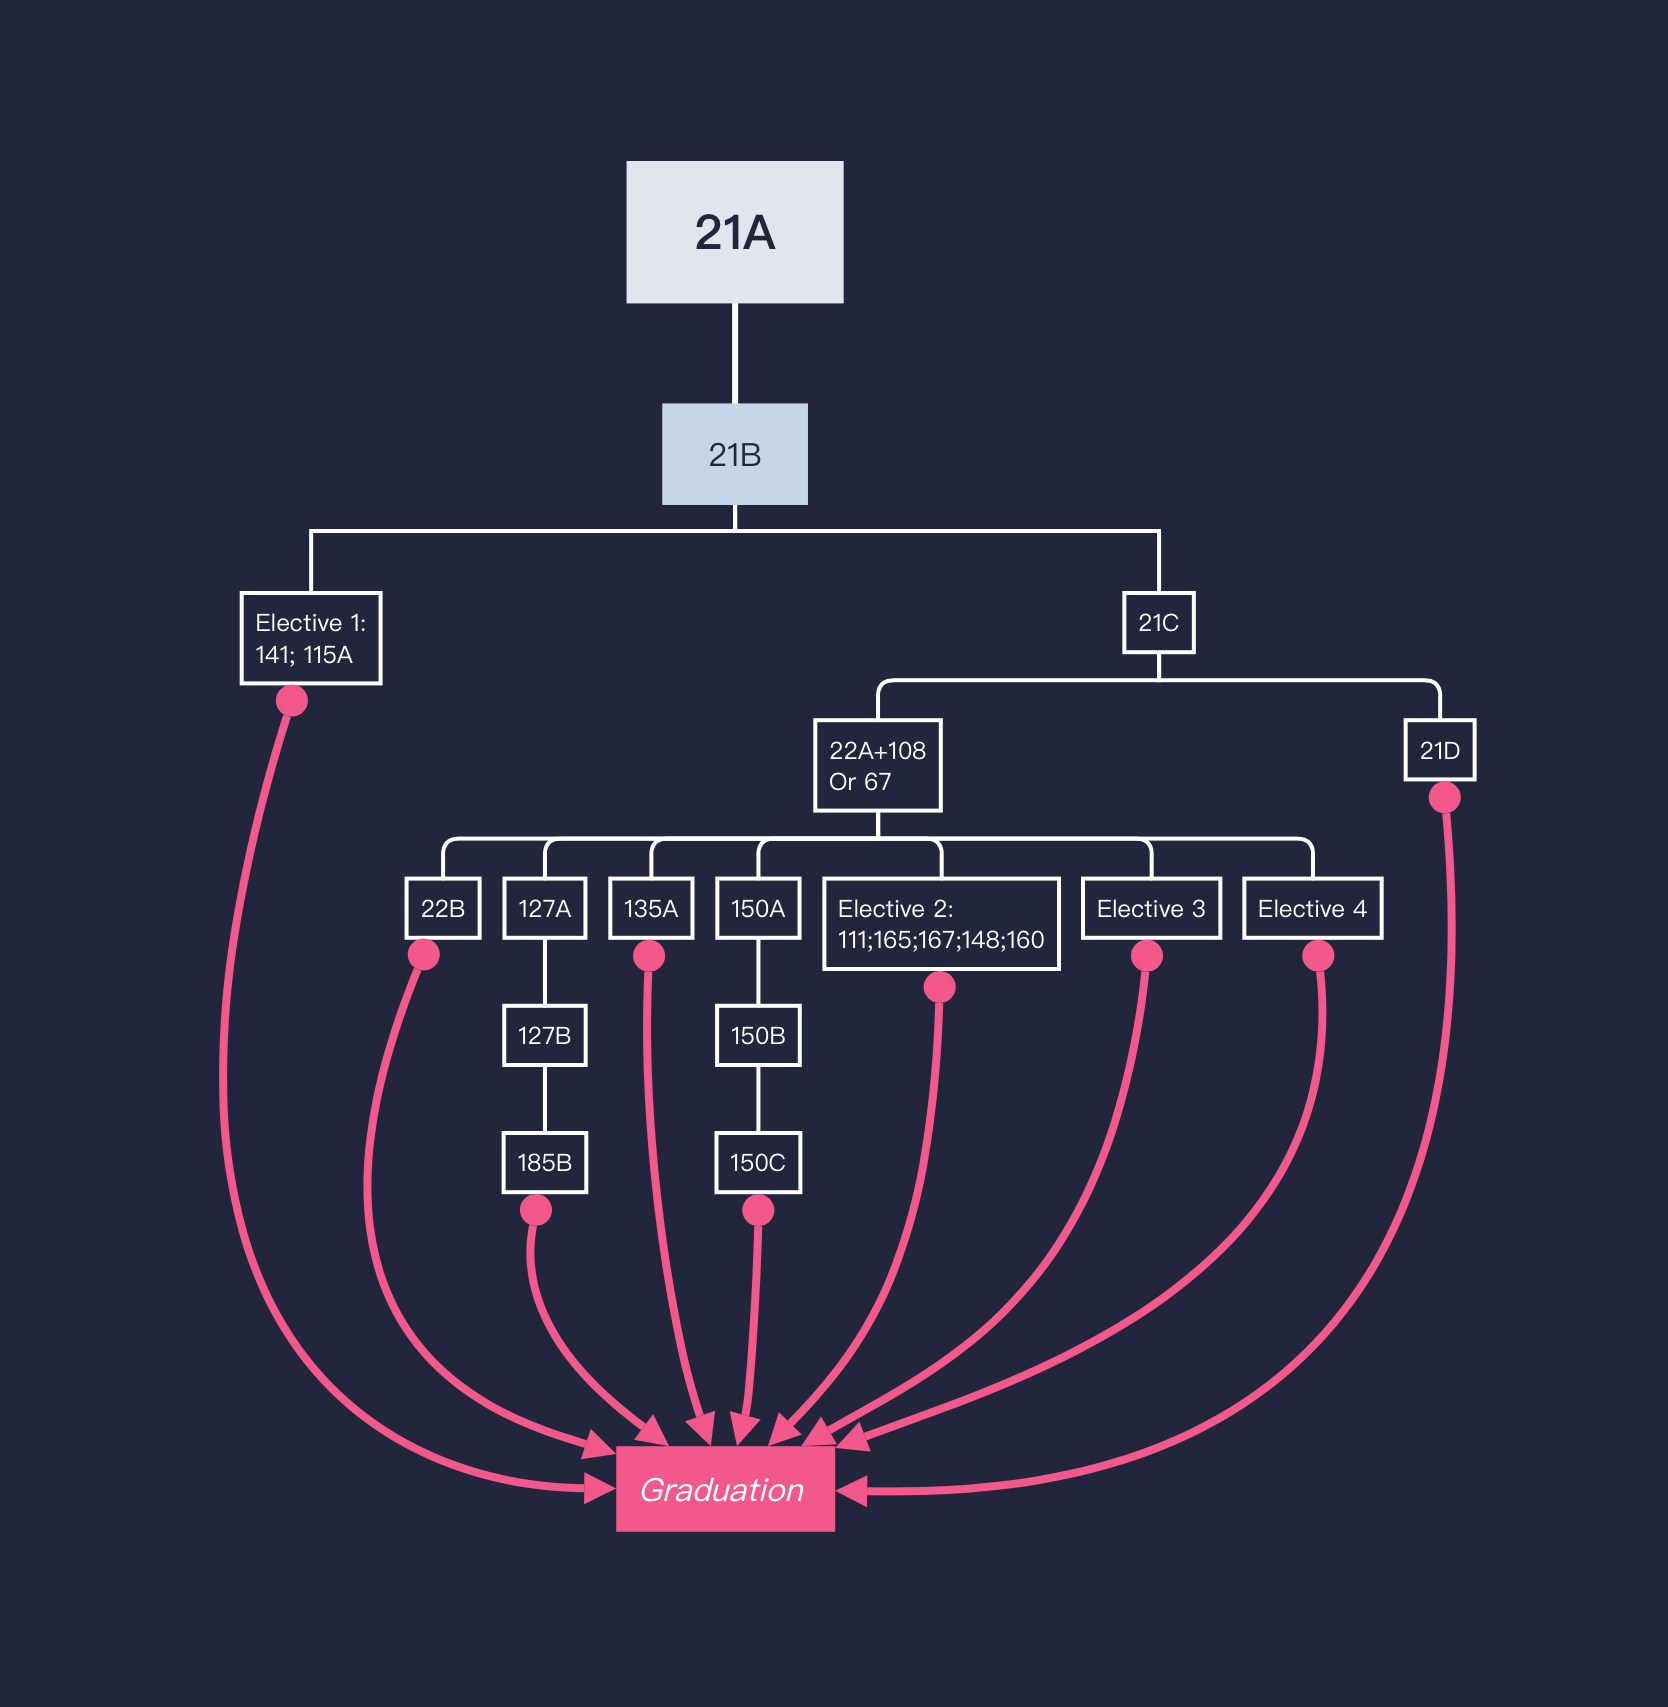 21A
21B
Elective 1:
141; 115A
21C
22A+108
Or 67
21D
22B
127A
135A
150A
Elective 2:
111;165;167;148;160
Elective 3
Elective 4
127B
150B
185B
150C
Graduation